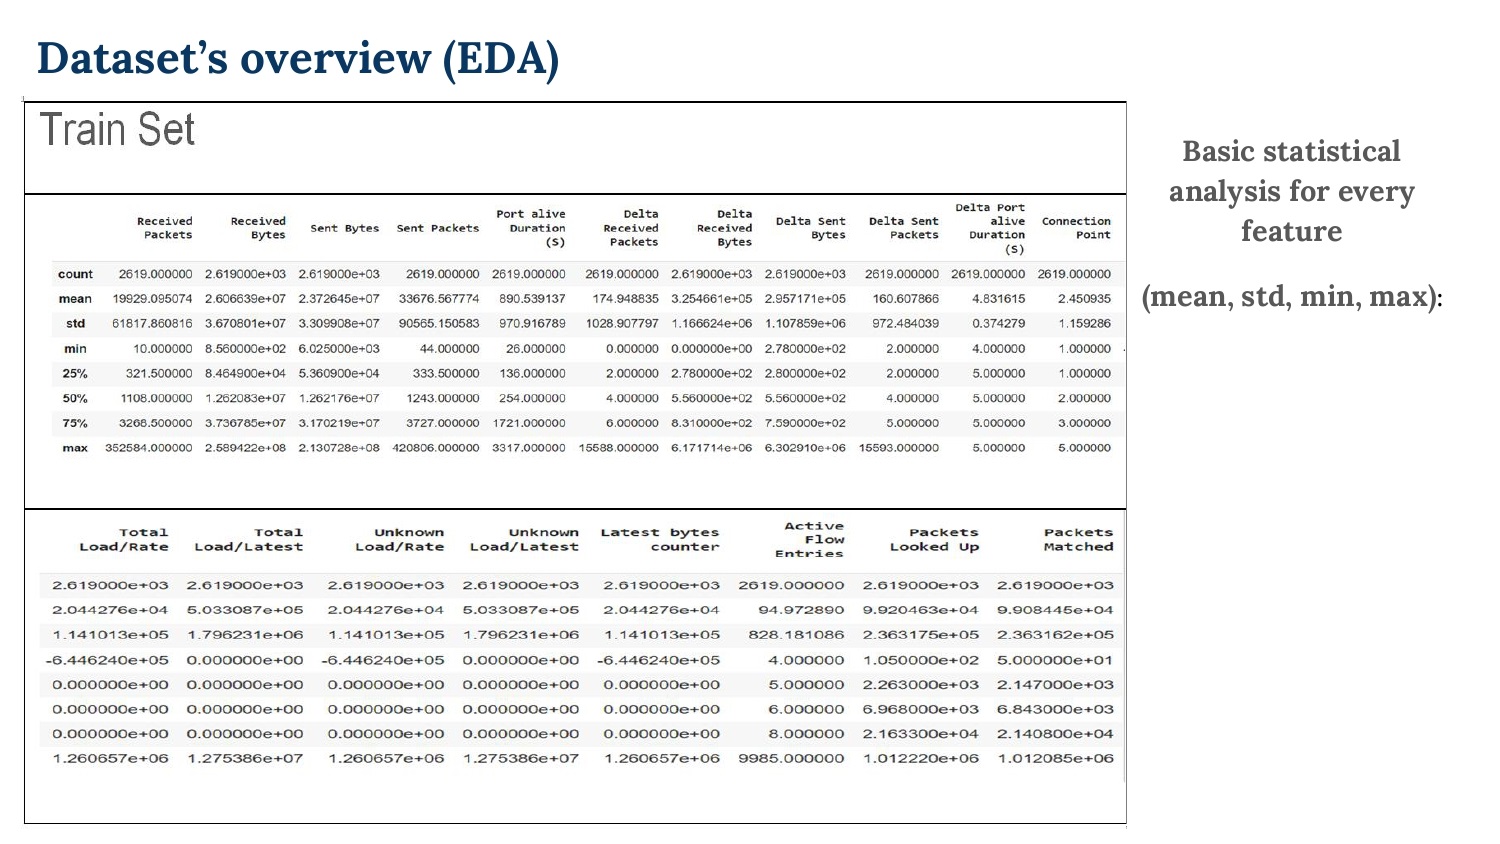 Dataset’s overview (EDA)
Train Set
Received Packets Received Bytes Sent Bytes Sent Packets Port alive Duration (S) Delta Received Packets Delta Received Bytes Delta Sent Bytes Delta Sent Packets Delta Port alive Duration (S) Connection Point
count 2619.000000 2.619000e+03 2.619000e+03 2619.000000 2619.000000 2619.000000 2.619000e+03 2.619000e+03 2619.000000 2619.000000 2619.000000
mean 19929.095074 2.606639e+07 2.372645e+07 33676.567774 890.539137 174.948835 3.254661e+05 2.957171e+05 160.607866 4.831615 2.450935
std 61817.860816 3.670801e+07 3.309908e+07 90565.150583 970.916789 1028.907797 1.166624e+06 1.107859e+06 972.484039 0.374279 1.159286
min 10.000000 8.560000e+02 6.025000e+03 44.000000 26.000000 0.000000 0.000000e+00 2.780000e+02 2.000000 4.000000 1.000000
25% 321.500000 8.464900e+04 5.360900e+04 333.500000 136.000000 2.000000 2.780000e+02 2.800000e+02 2.000000 5.000000 1.000000
50% 1108.000000 1.262083e+07 1.262176e+07 1243.000000 254.000000 4.000000 5.560000e+02 5.560000e+02 4.000000 5.000000 2.000000
75% 3268.500000 3.736785e+07 3.170219e+07 3727.000000 1721.000000 6.000000 8.310000e+02 7.590000e+02 5.000000 5.000000 3.000000
max 352584.000000 2.589422e+08 2.130728e+08 420806.000000 3317.000000 15588.000000 6.171714e+06 6.302910e+06 15593.000000 5.000000 5.000000
Total Load/Rate Total Load/Latest Unknown Load/Rate Unknown Load/Latest Latest bytes counter Active Flow Entries Packets Looked Up Packets Matched
2.619000e+03 2.619000e+03 2.619000e+03 2.619000e+03 2.619000e+03 2619.000000 2.619000e+03 2.619000e+03
2.044276e+04 5.033087e+05 2.044276e+04 5.033087e+05 2.044276e+04 94.972890 9.920463e+04 9.908445e+04
1.141013e+05 1.796231e+06 1.141013e+05 1.796231e+06 1.141013e+05 828.181086 2.363175e+05 2.363162e+05
-6.446240e+05 0.000000e+00 -6.446240e+05 0.000000e+00 -6.446240e+05 4.000000 1.050000e+02 5.000000e+01
0.000000e+00 0.000000e+00 0.000000e+00 0.000000e+00 0.000000e+00 5.000000 2.263000e+03 2.147000e+03
0.000000e+00 0.000000e+00 0.000000e+00 0.000000e+00 0.000000e+00 6.000000 6.968000e+03 6.843000e+03
0.000000e+00 0.000000e+00 0.000000e+00 0.000000e+00 0.000000e+00 8.000000 2.163300e+04 2.140800e+04
1.260657e+06 1.275386e+07 1.260657e+06 1.275386e+07 1.260657e+06 9985.000000 1.012220e+06 1.012085e+06
Basic statistical
analysis for every
feature
(mean, std, min, max):